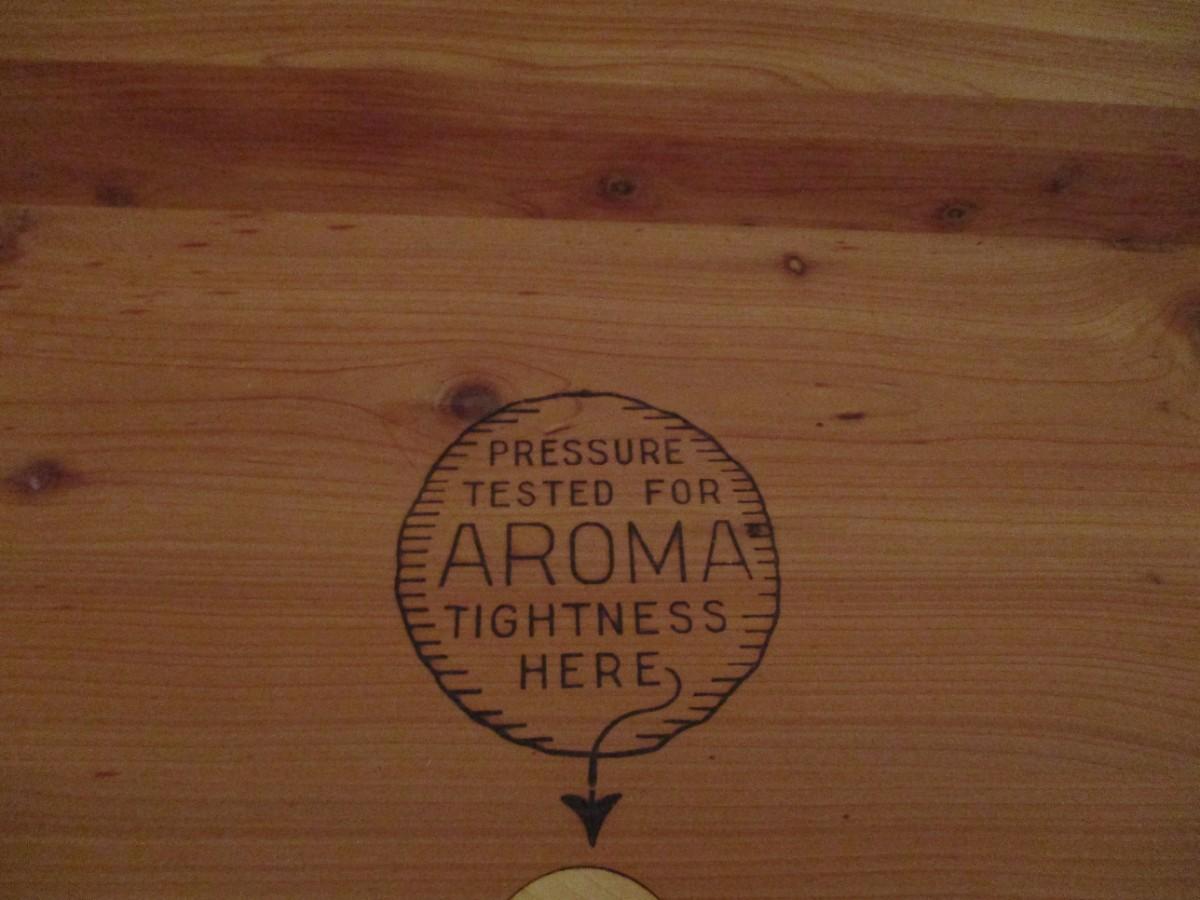 PRESSURE
TESTED FOR
AROMA
TIGHTNESS
HERE